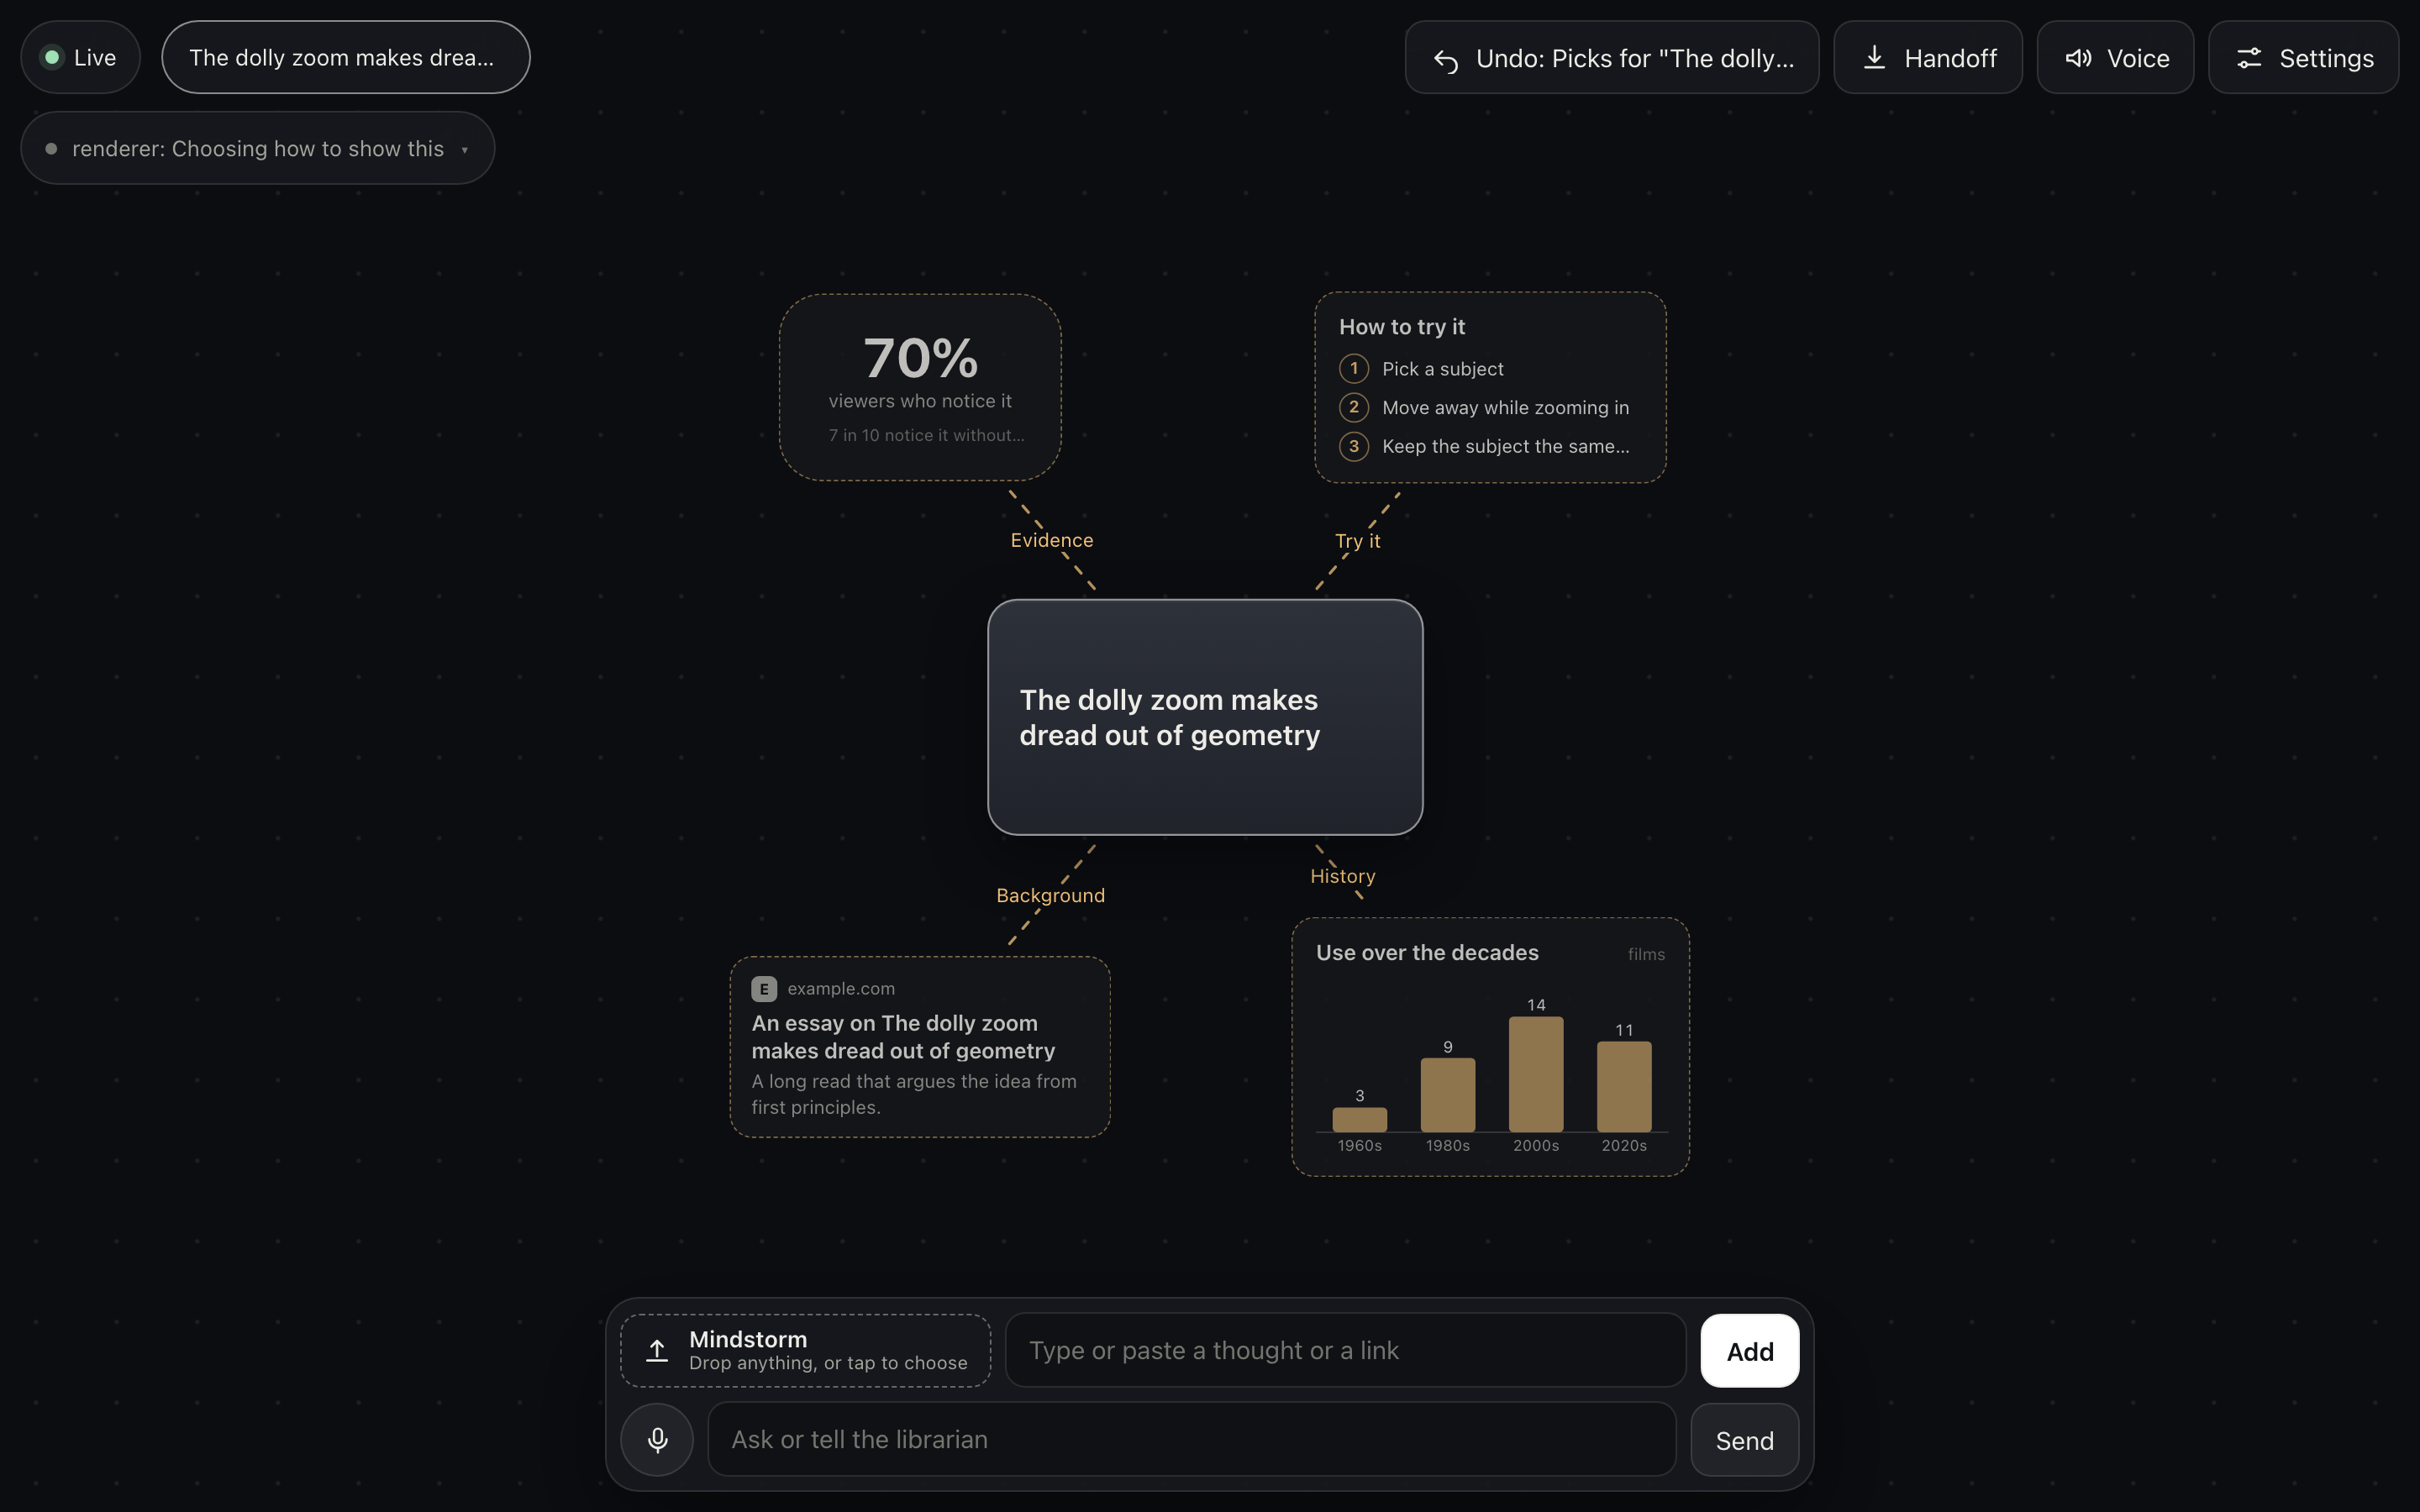 Live
The dolly zoom makes drea...
Undo: Picks for "The dolly...
Handoff
Voice
Settings
renderer: Choosing how to show this
70%
viewers who notice it
7 in 10 notice it without...
How to try it
1 Pick a subject
2 Move away while zooming in
3 Keep the subject the same...
Evidence
Try it
The dolly zoom makes
dread out of geometry
Background
History
E example.com
An essay on The dolly zoom
makes dread out of geometry
A long read that argues the idea from
first principles.
Use over the decades
films
3
9
14
11
1960s
1980s
2000s
2020s
Mindstorm
Drop anything, or tap to choose
Type or paste a thought or a link
Add
Ask or tell the librarian
Send